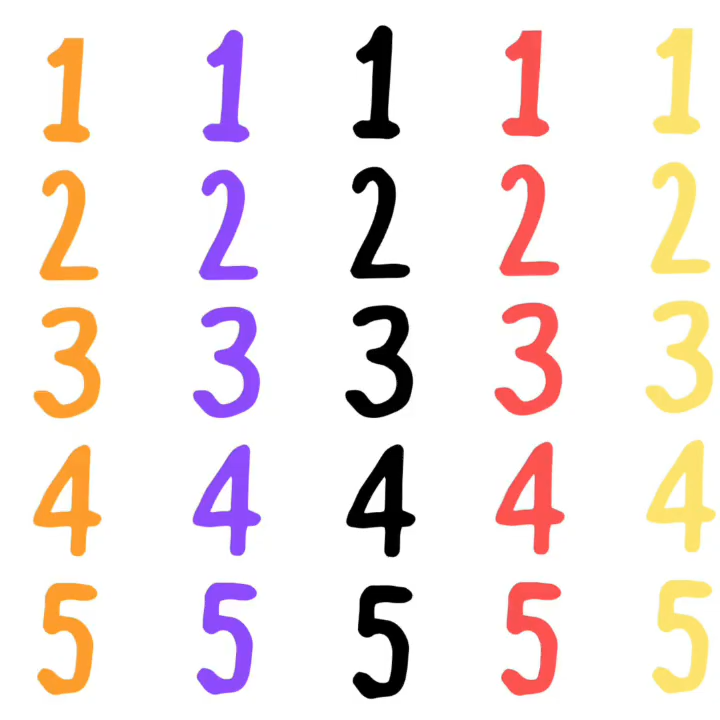 1 1 1 1 1
2 2 2 2 2
3 3 3 3 3
4 4 4 4 4
5 5 5 5 5